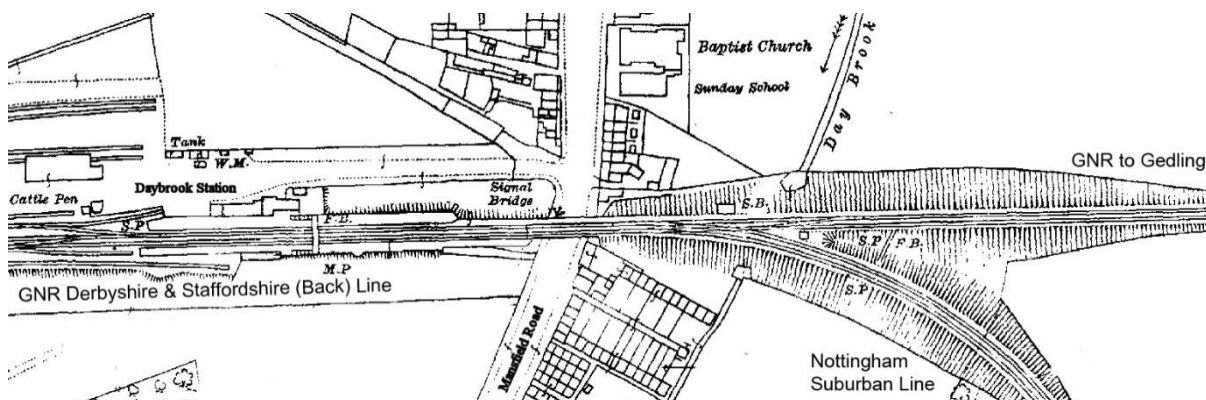 Baptist Church
Sunday School
Day Brook
GNR to Gedling
Tank
W.M.
Daybrook Station
Cattle Pen
Signal
Bridge
S.P
F.B.
S.B.
S.P
F.B.
M.P
S.P
GNR Derbyshire & Staffordshire (Back) Line
Mansfield Road
Nottingham
Suburban Line